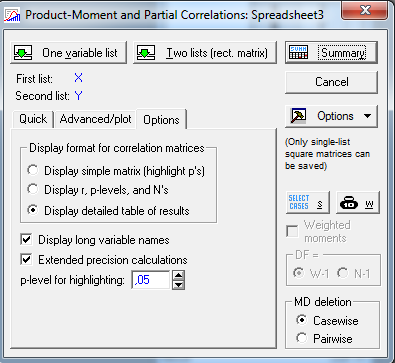 Product-Moment and Partial Correlations: Spreadsheet3
One variable list
Two lists (rect. matrix)
Summary
First list: X
Second list: Y
Cancel
Quick
Advanced/plot
Options
Options
Display format for correlation matrices
Display simple matrix (highlight p's)
Display r, p-levels, and N's
Display detailed table of results
Display long variable names
Extended precision calculations
p-level for highlighting: ,05
(Only single-list
square matrices can
be saved)
SELECT
CASES S
W
Weighted
moments
DF =
W-1 N-1
MD deletion
Casewise
Pairwise